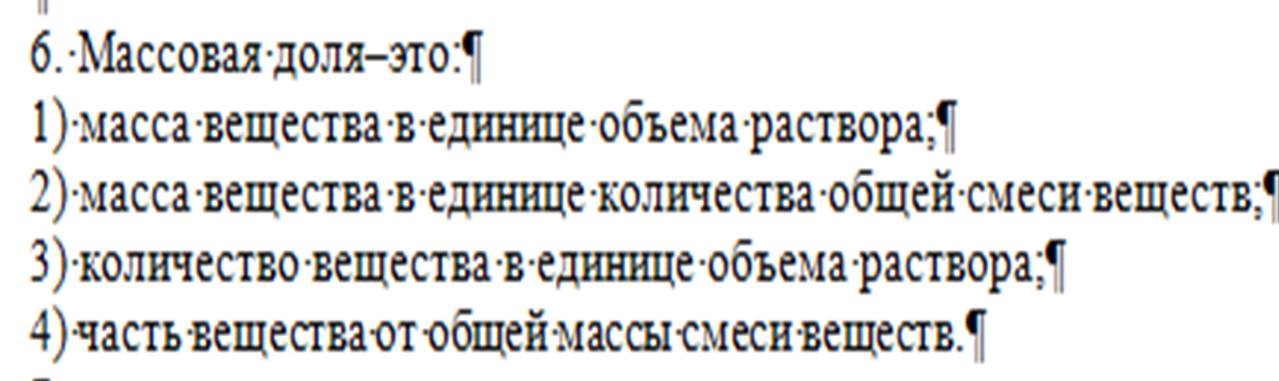 6. Массовая доля–это:¶
1) масса вещества в единице объема раствора;¶
2) масса вещества в единице количества общей смеси веществ;¶
3) количество вещества в единице объема раствора;¶
4) часть вещества от общей массы смеси веществ.¶